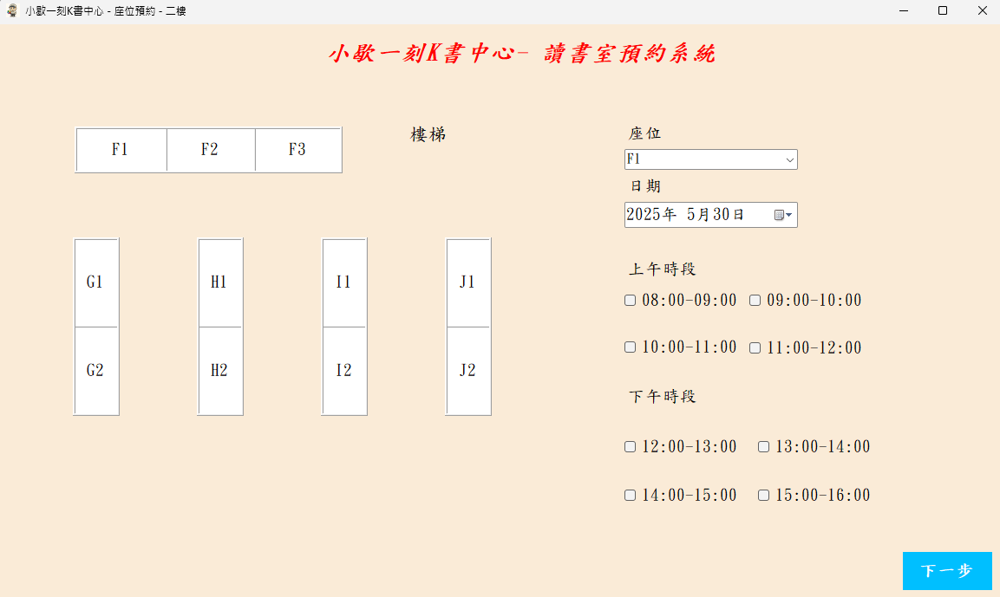 小歇一刻K書中心 - 座位預約 - 二樓
小歇一刻K書中心- 讀書室預約系統
F1 F2 F3
樓梯
G1 H1 I1 J1
G2 H2 I2 J2
座位
F1
日期
2025年 5月30日
上午時段
08:00-09:00 09:00-10:00
10:00-11:00 11:00-12:00
下午時段
12:00-13:00 13:00-14:00
14:00-15:00 15:00-16:00
下一步